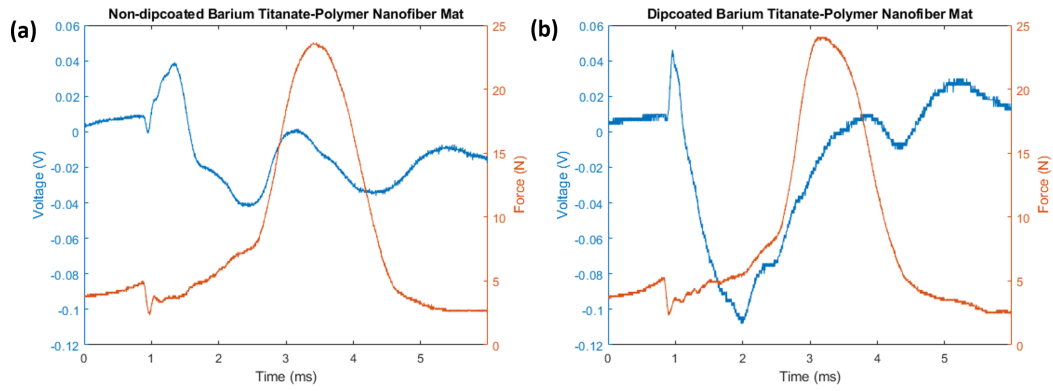 (a)
Non-dipcoated Barium Titanate-Polymer Nanofiber Mat
0.06
0.04
0.02
0
-0.02
-0.04
-0.06
-0.08
-0.1
-0.12
Voltage (V)
25
20
15
10
5
0
Force (N)
0 1 2 3 4 5
Time (ms)
(b)
Dipcoated Barium Titanate-Polymer Nanofiber Mat
0.06
0.04
0.02
0
-0.02
-0.04
-0.06
-0.08
-0.1
-0.12
Voltage (V)
25
20
15
10
5
0
Force (N)
0 1 2 3 4 5
Time (ms)